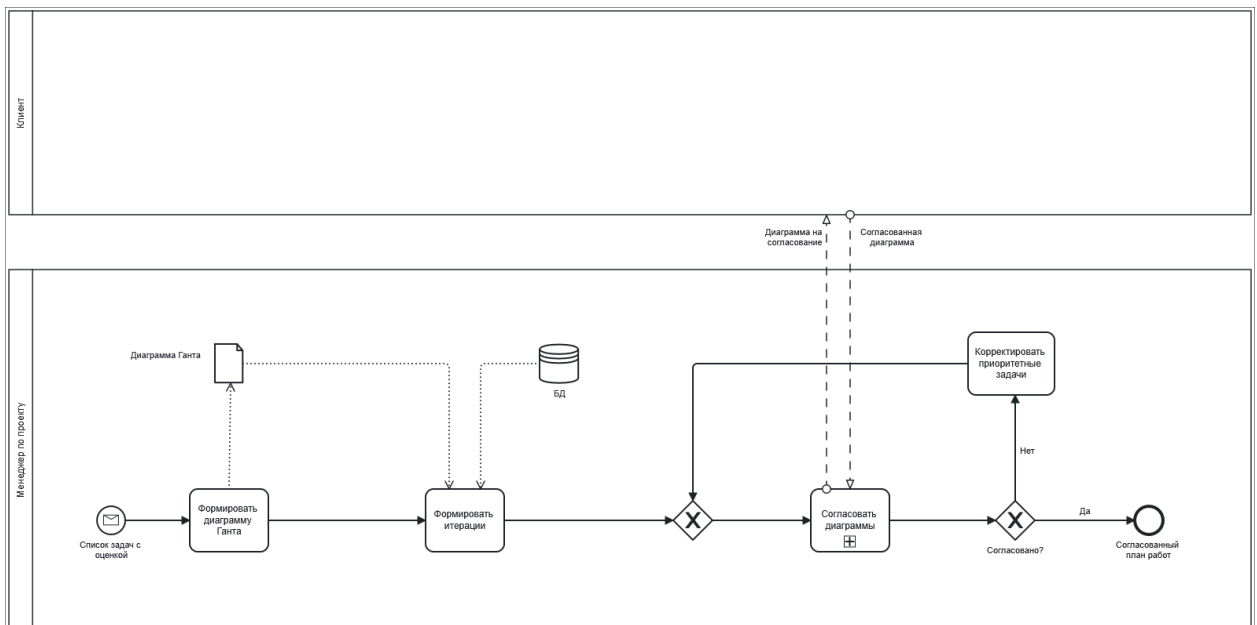 Клиент
Диаграмма на
согласование
Согласованная
диаграмма
Менеджер по проекту
Диаграмма Ганта
БД
Корректировать
приоритетные
задачи
Нет
Формировать
диаграмму
Ганта
Формировать
итерации
Согласовать
диаграммы
Да
Список задач с
оценкой
Согласовано?
Согласованный
план работ